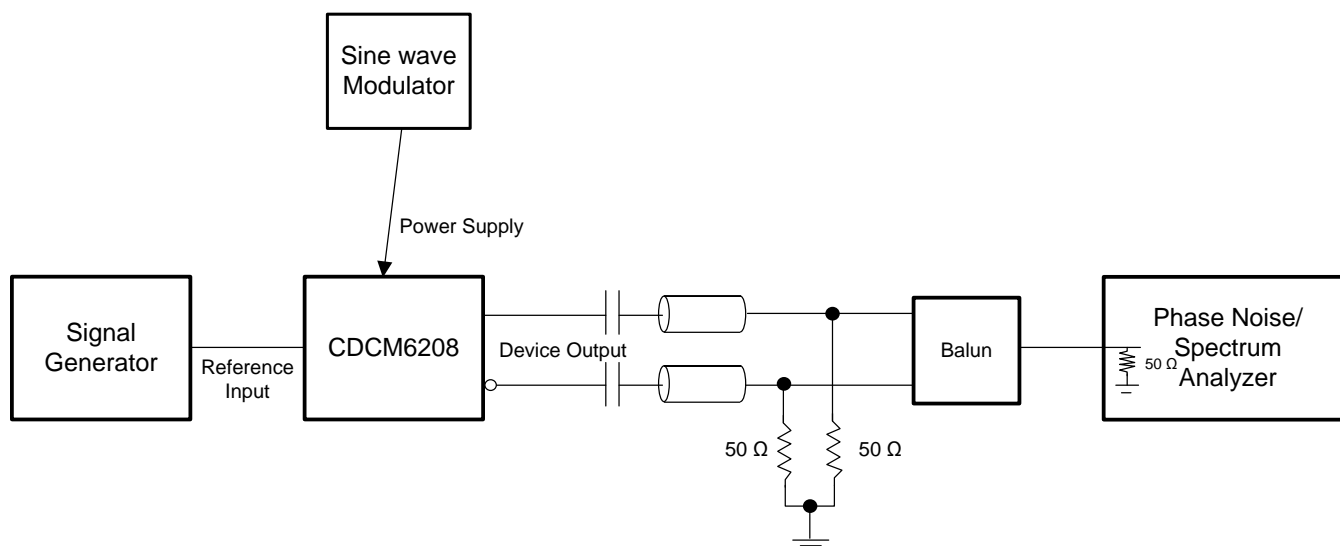 Sine wave
Modulator
Power Supply
Signal
Generator
Reference
Input
CDCM6208
Device Output
Balun
Phase Noise/
Spectrum
Analyzer
50 Ω
50 Ω
50 Ω